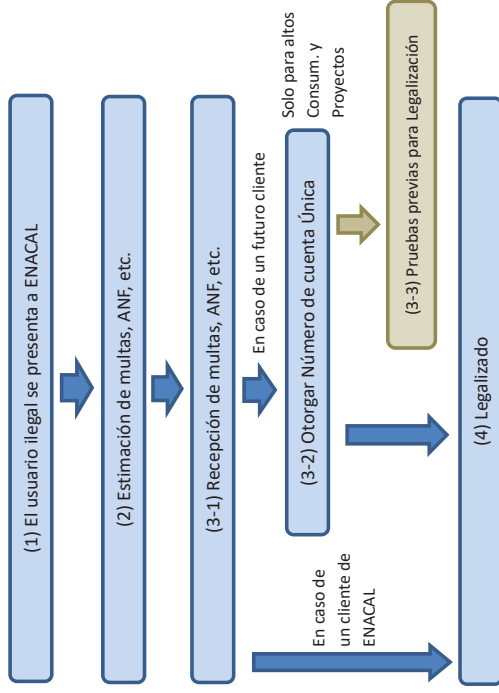 (1) El usuario ilegal se presenta a ENACAL
(2) Estimación de multas, ANF, etc.
(3-1) Recepción de multas, ANF, etc.
En caso de un futuro cliente
(3-2) Otorgar Número de cuenta Única
Solo para altos
Consum. y
Proyectos
(3-3) Pruebas previas para Legalización
En caso de
un cliente de
ENACAL
(4) Legalizado